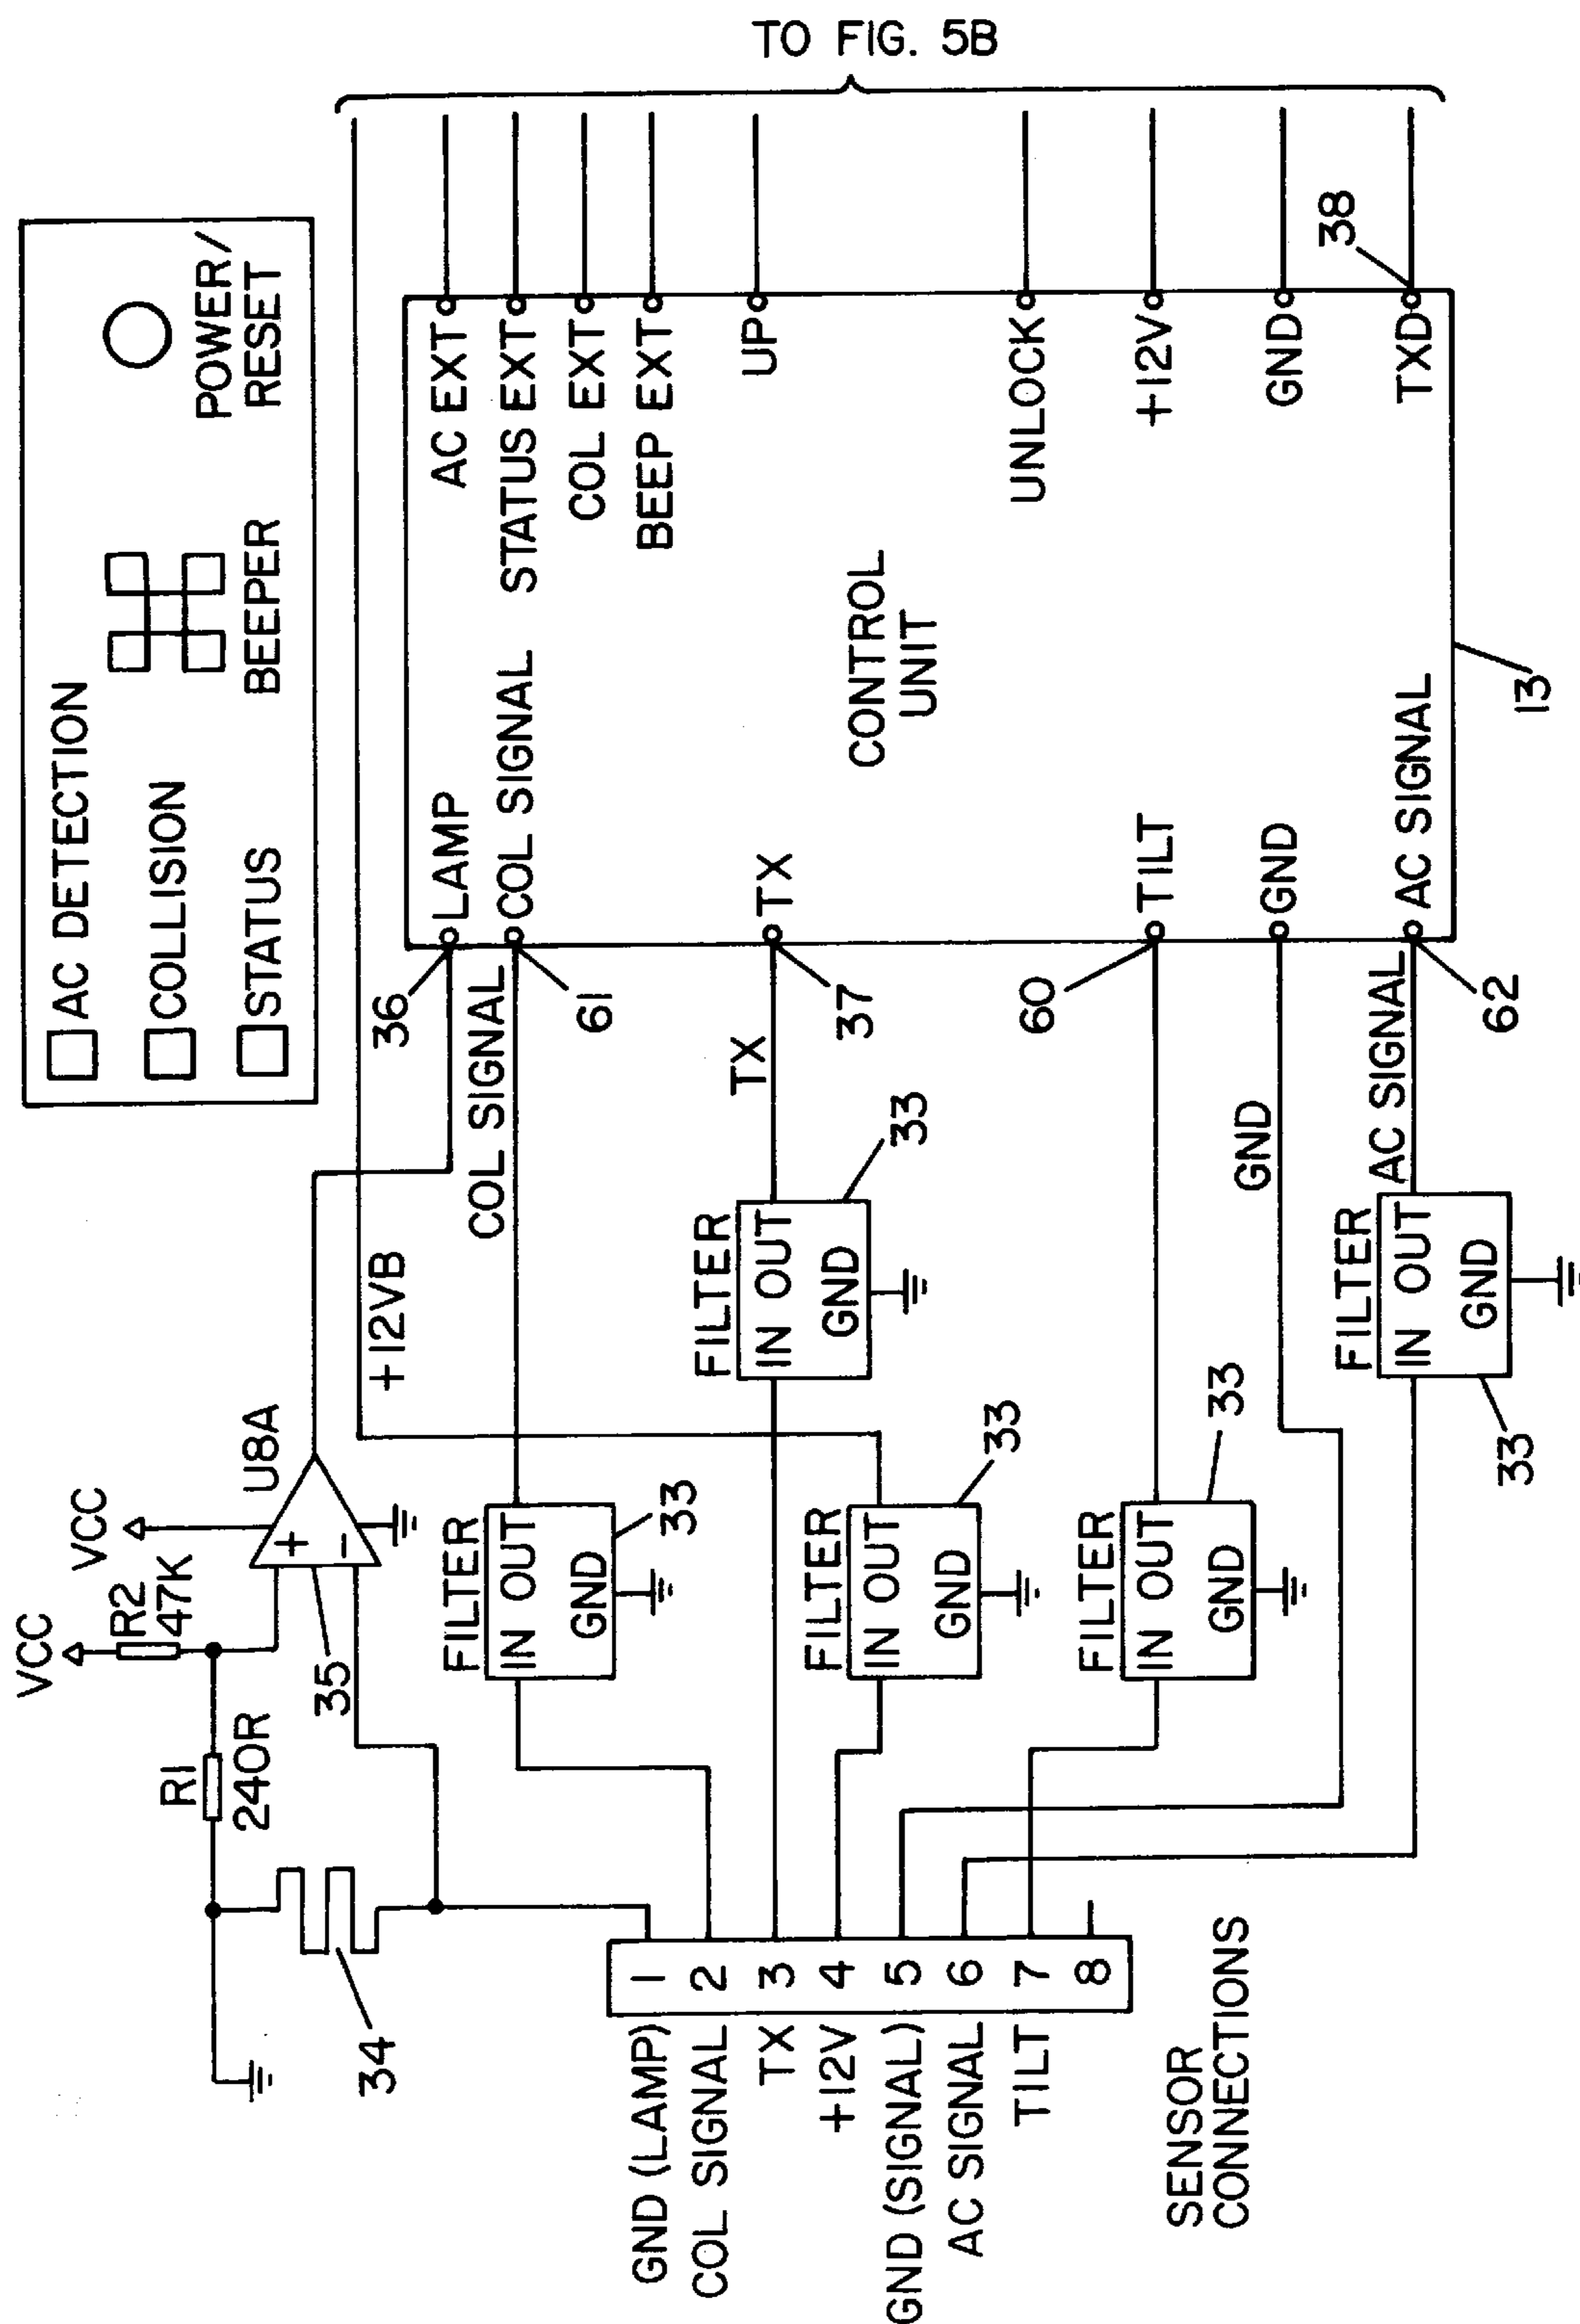 TO FIG. 5B
AC DETECTION
COLLISION
STATUS
BEEPER
POWER/
RESET
VCC
R2
47K
VCC
U8A
R1
240R
35
34
+12VB
36
LAMP
COL SIGNAL
COL SIGNAL
61
TX
TX
37
60
TILT
GND
GND
AC SIGNAL
AC SIGNAL
62
CONTROL
UNIT
13
AC EXT
STATUS EXT
COL EXT
BEEP EXT
UP
UNLOCK
+12V
GND
TXD
38
FILTER
IN OUT
GND
33
FILTER
IN OUT
GND
33
FILTER
IN OUT
GND
33
FILTER
IN OUT
GND
33
FILTER
IN OUT
GND
33
GND (LAMP) 1
COL SIGNAL 2
TX 3
+12V 4
GND (SIGNAL) 5
AC SIGNAL 6
TILT 7
8
SENSOR
CONNECTIONS